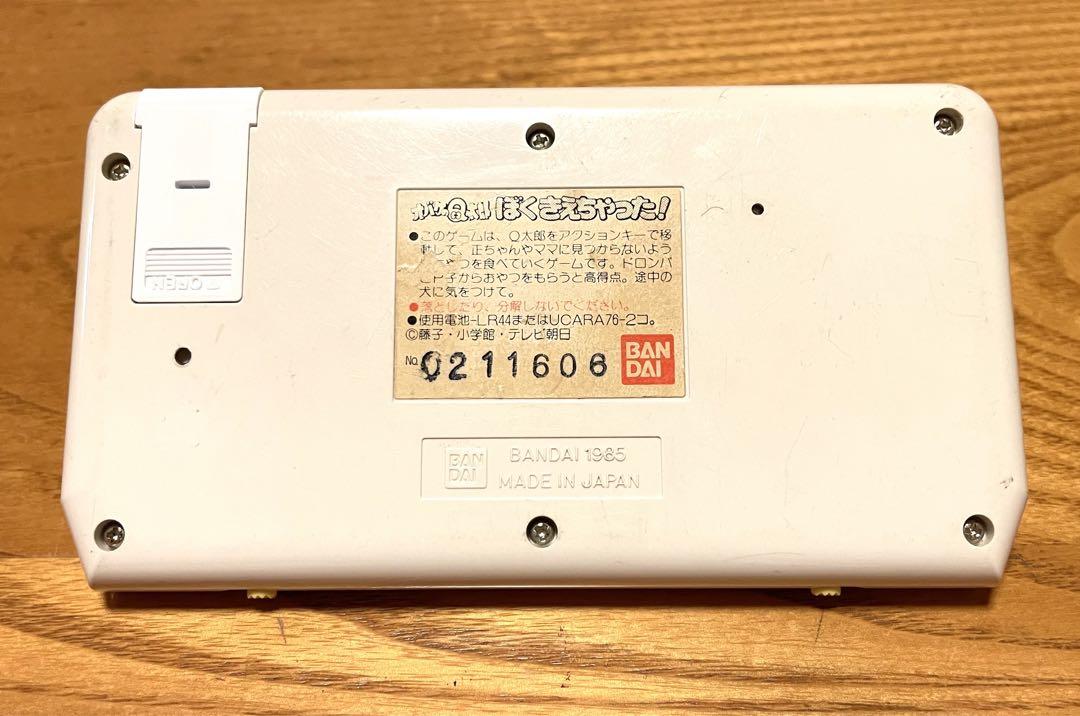 オバケのQ太郎 ぼくきえちゃった!
●このゲームは、Q太郎をアクションキーで移
動して、正ちゃんやママに見つからないよう
やつを食べていくゲームです。ドロンパ
P子からおやつをもらうと高得点。途中の
犬に気をつけて。
●落としたり、分解しないでください。
●使用電池-LR44またはUCARA76-2コ。
©藤子・小学館・テレビ朝日
No. 0211606
BAN
DAI
BAN
DAI
BANDAI 1985
MADE IN JAPAN
▽OPEN